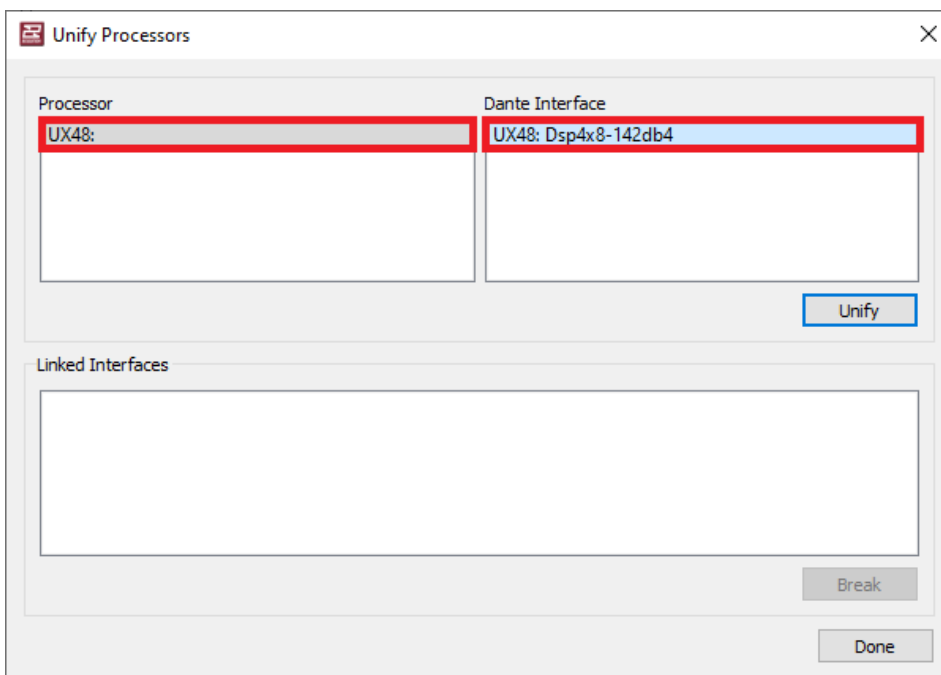 Unify Processors
Processor
Dante Interface
UX48:
UX48: Dsp4x8-142db4
Unify
Linked Interfaces
Break
Done